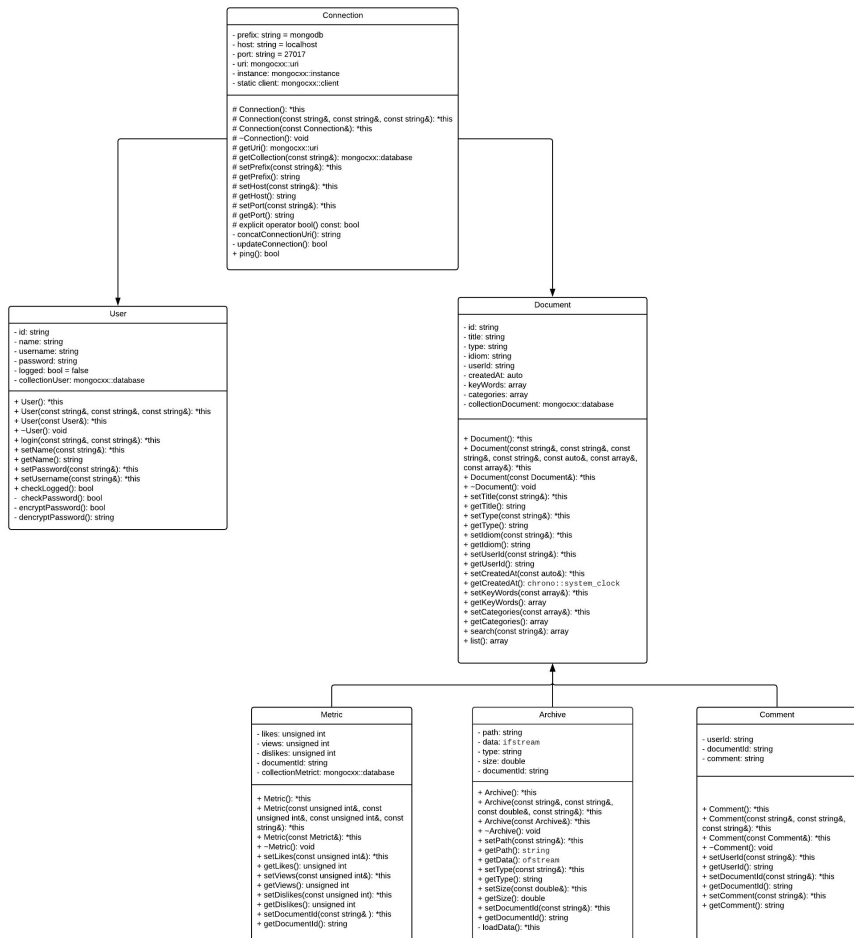 Connection
- prefix: string = mongodb
- host: string = localhost
- port: string = 27017
- uri: mongocxx::uri
- instance: mongocxx::instance
- static client: mongocxx::client
# Connection(): *this
# Connection(const string&, const string&, const string&): *this
# Connection(const Connection&): *this
# ~Connection(): void
# getUri(): mongocxx::uri
# getCollection(const string&): mongocxx::database
# setPrefix(const string&): *this
# getPrefix(): string
# setHost(const string&): *this
# getHost(): string
# setPort(const string&): *this
# getPort(): string
# explicit operator bool() const: bool
- concatConnectionUri(): string
- updateConnection(): bool
+ ping(): bool
User
- id: string
- name: string
- username: string
- password: string
- logged: bool = false
- collectionUser: mongocxx::database
+ User(): *this
+ User(const string&, const string&, const string&): *this
+ User(const User&): *this
+ ~User(): void
+ login(const string&, const string&): *this
+ setName(const string&): *this
+ getName(): string
+ setPassword(const string&): *this
+ setUsername(const string&): *this
+ checkLogged(): bool
- checkPassword(): bool
- encryptPassword(): bool
- dencryptPassword(): string
Document
- id: string
- title: string
- type: string
- idiom: string
- userId: string
- createdAt: auto
- keyWords: array
- categories: array
- collectionDocument: mongocxx::database
+ Document(): *this
+ Document(const string&, const string&, const
string&, const string&, const auto&, const array&,
const array&): *this
+ Document(const Document&): *this
+ ~Document(): void
+ setTitle(const string&): *this
+ getTitle(): string
+ setType(const string&): *this
+ getType(): string
+ setIdiom(const string&): *this
+ getIdiom(): string
+ setUserId(const string&): *this
+ getUserId(): string
+ setCreatedAt(const auto&): *this
+ getCreatedAt(): chrono::system_clock
+ setKeyWords(const array&): *this
+ getKeyWords(): array
+ setCategories(const array&): *this
+ getCategories(): array
+ search(const string&): array
+ list(): array
Metric
- likes: unsigned int
- views: unsigned int
- dislikes: unsigned int
- documentId: string
- collectionMetrict: mongocxx::database
+ Metric(): *this
+ Metric(const unsigned int&, const
unsigned int&, const unsigned int&, const
string&): *this
+ Metric(const Metrict&): *this
+ ~Metric(): void
+ setLikes(const unsigned int&): *this
+ getLikes(): unsigned int
+ setViews(const unsigned int&): *this
+ getViews(): unsigned int
+ setDislikes(const unsigned int): *this
+ getDislikes(): unsigned int
+ setDocumentId(const string& ): *this
+ getDocumentId(): string
Archive
- path: string
- data: ifstream
- type: string
- size: double
- documentId: string
+ Archive(): *this
+ Archive(const string&, const string&,
const double&, const string&): *this
+ Archive(const Archive&): *this
+ ~Archive(): void
+ setPath(const string&): *this
+ getPath(): string
+ getData(): ofstream
+ setType(const string&): *this
+ getType(): string
+ setSize(const double&): *this
+ getSize(): double
+ setDocumentId(const string&): *this
+ getDocumentId(): string
- loadData(): *this
Comment
- userId: string
- documentId: string
- comment: string
+ Comment(): *this
+ Comment(const string&, const string&,
const string&): *this
+ Comment(const Comment&): *this
+ ~Comment(): void
+ setUserId(const string&): *this
+ getUserId(): string
+ setDocumentId(const string&): *this
+ getDocumentId(): string
+ setComment(const string&): *this
+ getComment(): string